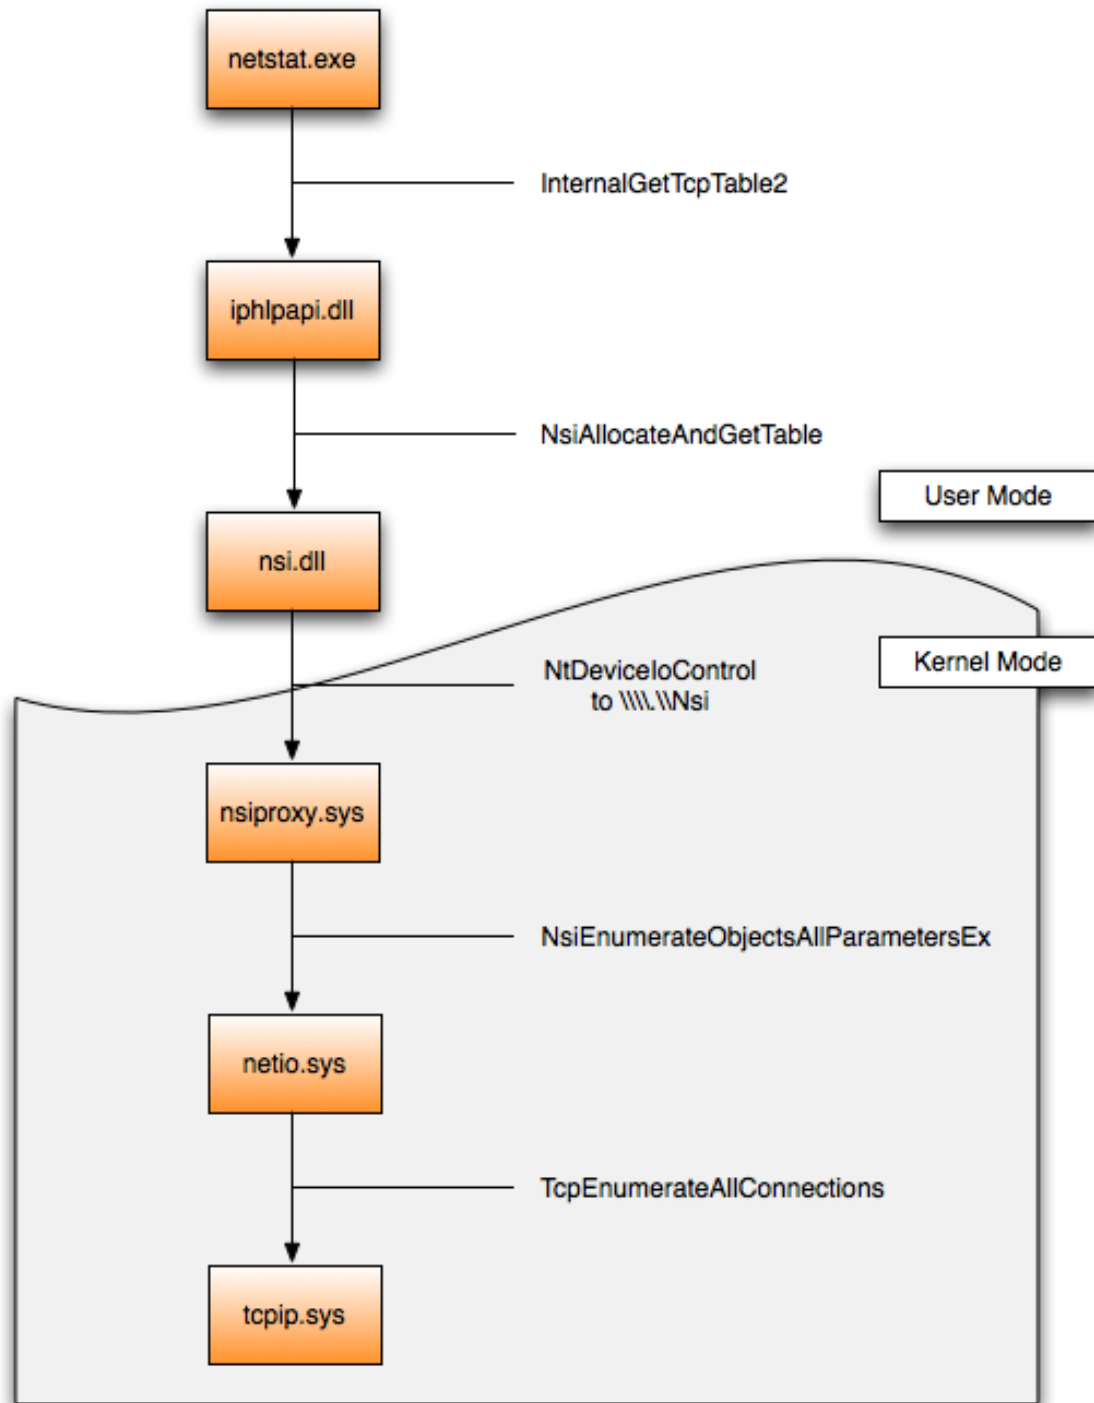 netstat.exe
InternalGetTcpTable2
iphlpapi.dll
NsiAllocateAndGetTable
User Mode
nsi.dll
Kernel Mode
NtDeviceIoControl
to \\\\.\\Nsi
nsiproxy.sys
NsiEnumerateObjectsAllParametersEx
netio.sys
TcpEnumerateAllConnections
tcpip.sys